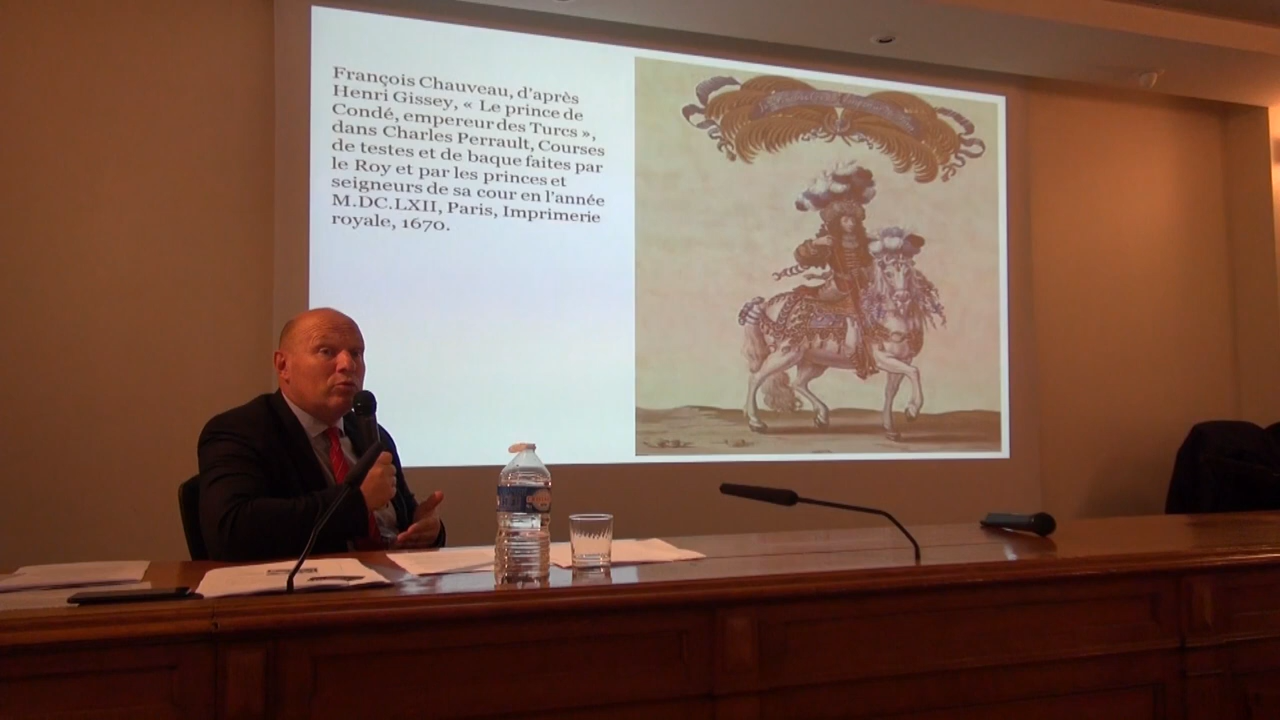 François Chauveau, d'après
Henri Gissey, « Le prince de
Condé, empereur des Turcs »,
dans Charles Perrault, Courses
de testes et de baque faites par
le Roy et par les princes et
seigneurs de sa cour en l'année
M.DC.LXII, Paris, Imprimerie
royale, 1670.